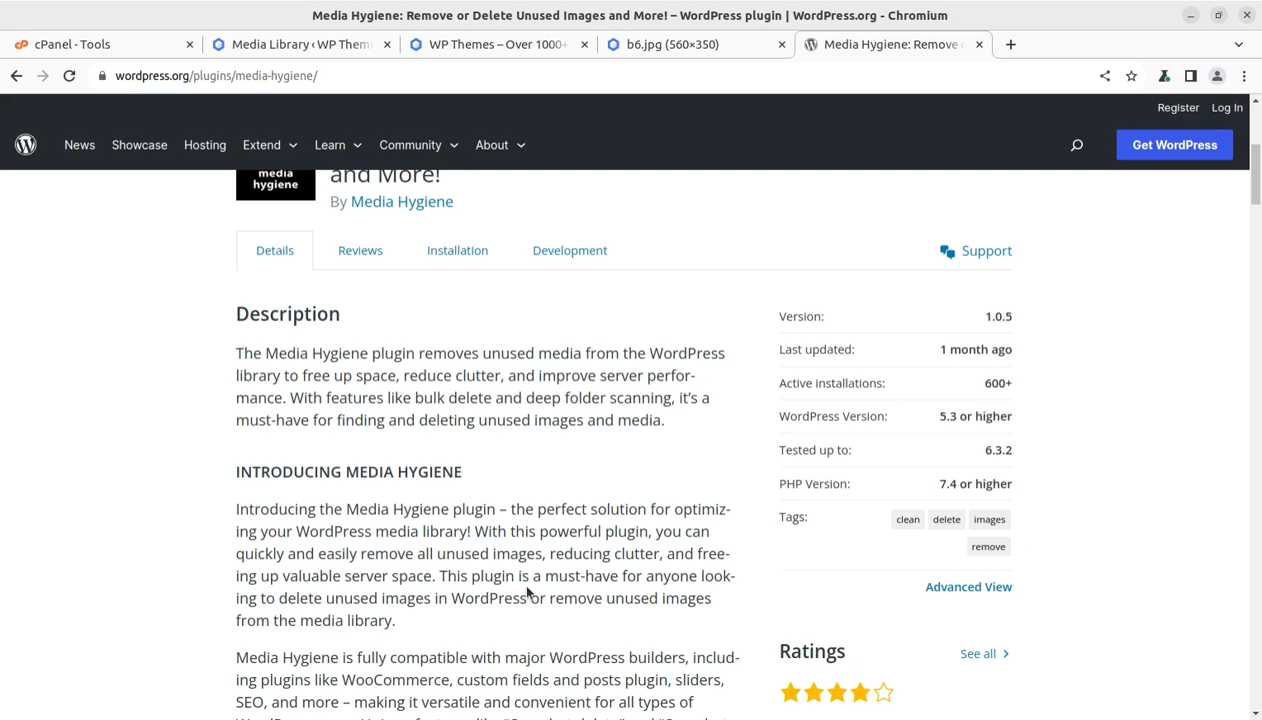 Media Hygiene: Remove or Delete Unused Images and More! – WordPress plugin | WordPress.org - Chromium
cPanel - Tools
Media Library ‹ WP Them
WP Themes – Over 1000+
b6.jpg (560×350)
Media Hygiene: Remove
wordpress.org/plugins/media-hygiene/
Register Log In
News Showcase Hosting Extend Learn Community About Get WordPress
media
hygiene
and More!
By Media Hygiene
Details Reviews Installation Development Support
Description
The Media Hygiene plugin removes unused media from the WordPress
library to free up space, reduce clutter, and improve server perfor-
mance. With features like bulk delete and deep folder scanning, it’s a
must-have for finding and deleting unused images and media.
INTRODUCING MEDIA HYGIENE
Introducing the Media Hygiene plugin – the perfect solution for optimiz-
ing your WordPress media library! With this powerful plugin, you can
quickly and easily remove all unused images, reducing clutter, and free-
ing up valuable server space. This plugin is a must-have for anyone look-
ing to delete unused images in WordPress or remove unused images
from the media library.
Media Hygiene is fully compatible with major WordPress builders, includ-
ing plugins like WooCommerce, custom fields and posts plugin, sliders,
SEO, and more – making it versatile and convenient for all types of
Version: 1.0.5
Last updated: 1 month ago
Active installations: 600+
WordPress Version: 5.3 or higher
Tested up to: 6.3.2
PHP Version: 7.4 or higher
Tags: clean delete images
remove
Advanced View
Ratings See all